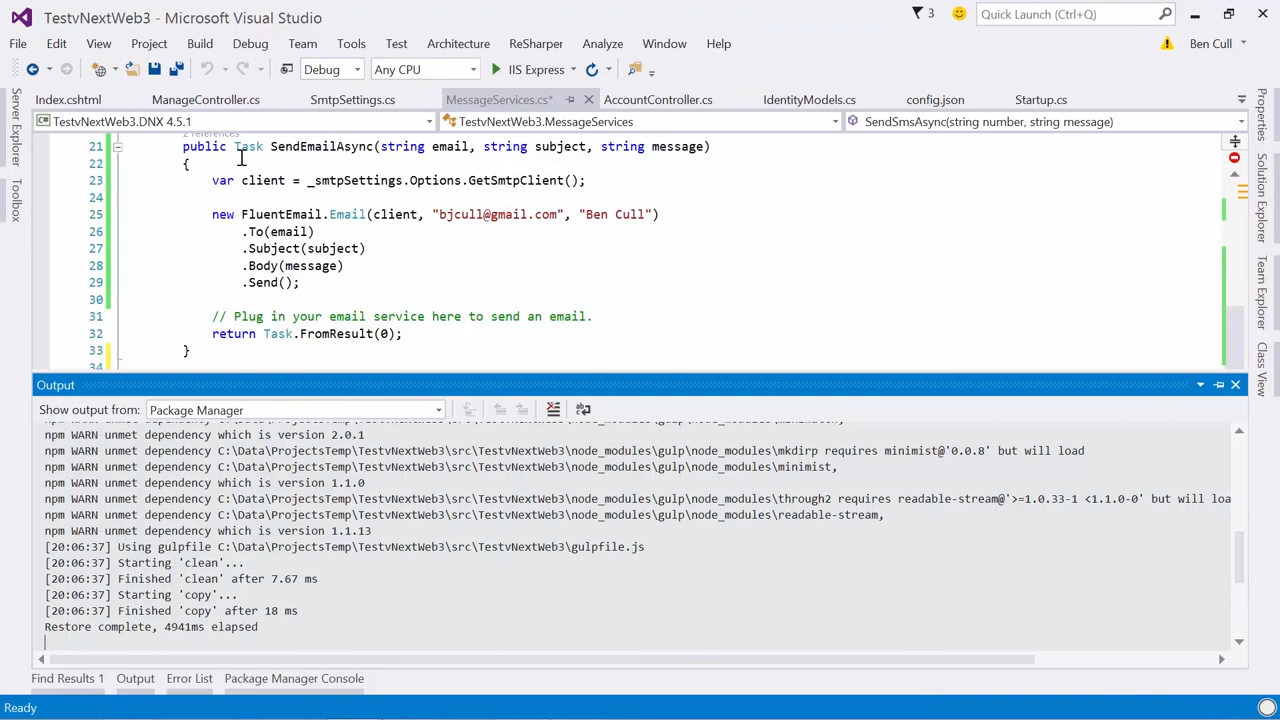 TestvNextWeb3 - Microsoft Visual Studio
3
Quick Launch (Ctrl+Q)
File Edit View Project Build Debug Team Tools Test Architecture ReSharper Analyze Window Help
Ben Cull
Debug Any CPU IIS Express
Index.cshtml ManageController.cs SmtpSettings.cs MessageServices.cs* AccountController.cs IdentityModels.cs config.json Startup.cs
TestvNextWeb3.DNX 4.5.1 TestvNextWeb3.MessageServices SendSmsAsync(string number, string message)
Server Explorer
Toolbox
Properties
Solution Explorer
Team Explorer
Class View
2 references
21 public Task SendEmailAsync(string email, string subject, string message)
22 {
23 var client = _smtpSettings.Options.GetSmtpClient();
24
25 new FluentEmail.Email(client, "bjcull@gmail.com", "Ben Cull")
26 .To(email)
27 .Subject(subject)
28 .Body(message)
29 .Send();
30
31 // Plug in your email service here to send an email.
32 return Task.FromResult(0);
33 }
34
Output
Show output from: Package Manager
npm WARN unmet dependency which is version 2.0.1
npm WARN unmet dependency C:\Data\ProjectsTemp\TestvNextWeb3\src\TestvNextWeb3\node_modules\gulp\node_modules\mkdirp requires minimist@'0.0.8' but will load
npm WARN unmet dependency C:\Data\ProjectsTemp\TestvNextWeb3\src\TestvNextWeb3\node_modules\gulp\node_modules\minimist,
npm WARN unmet dependency which is version 1.1.0
npm WARN unmet dependency C:\Data\ProjectsTemp\TestvNextWeb3\src\TestvNextWeb3\node_modules\gulp\node_modules\through2 requires readable-stream@'>=1.0.33-1 <1.1.0-0' but will loa
npm WARN unmet dependency C:\Data\ProjectsTemp\TestvNextWeb3\src\TestvNextWeb3\node_modules\gulp\node_modules\readable-stream,
npm WARN unmet dependency which is version 1.1.13
[20:06:37] Using gulpfile C:\Data\ProjectsTemp\TestvNextWeb3\src\TestvNextWeb3\gulpfile.js
[20:06:37] Starting 'clean'...
[20:06:37] Finished 'clean' after 7.67 ms
[20:06:37] Starting 'copy'...
[20:06:37] Finished 'copy' after 18 ms
Restore complete, 4941ms elapsed
Find Results 1 Output Error List Package Manager Console
Ready